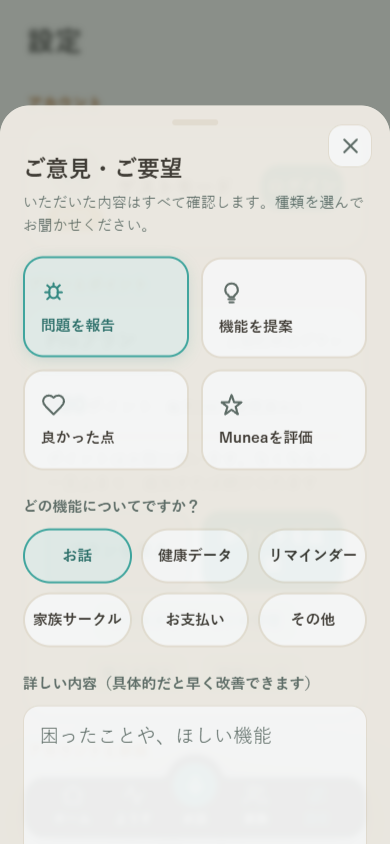 設定
ご意見・ご要望
いただいた内容はすべて確認します。種類を選んで
お聞かせください。
問題を報告
機能を提案
良かった点
Muneaを評価
どの機能についてですか？
お話
健康データ
リマインダー
家族サークル
お支払い
その他
詳しい内容（具体的だと早く改善できます）
困ったことや、ほしい機能